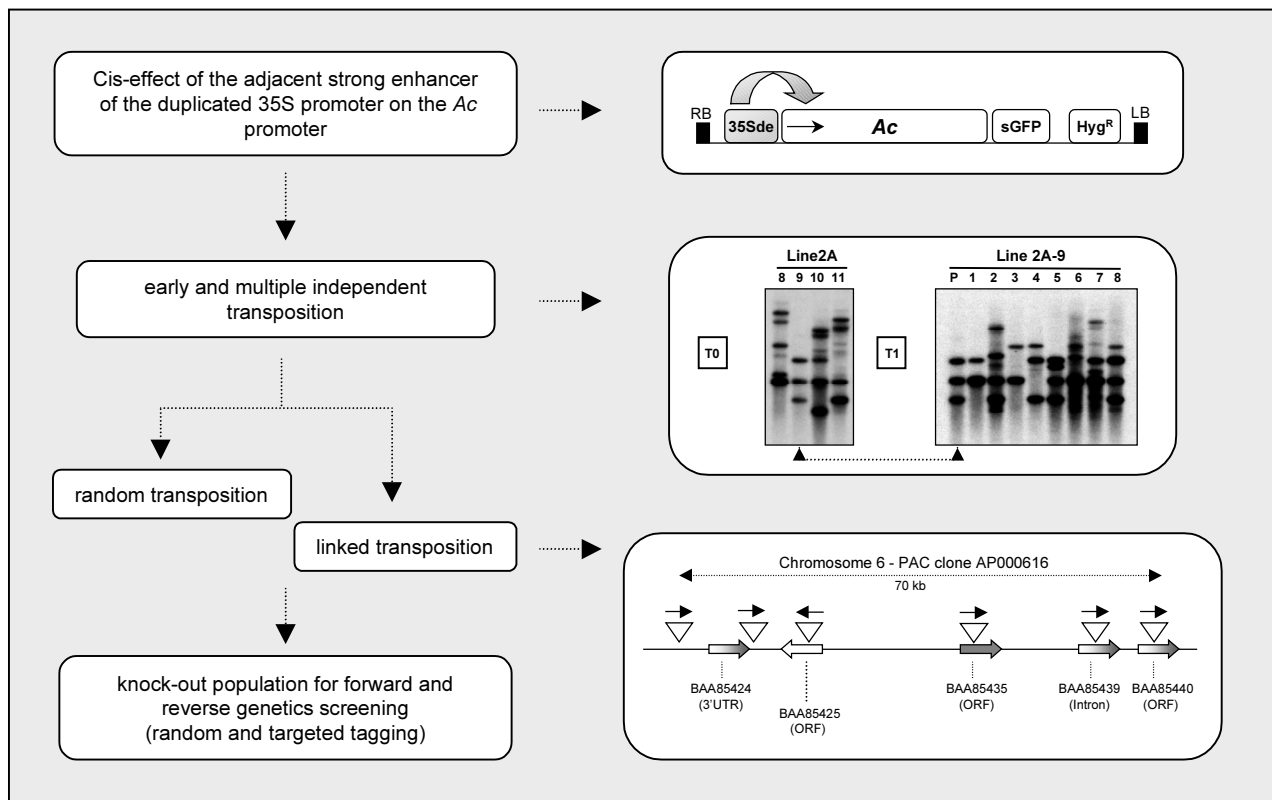 Cis-effect of the adjacent strong enhancer
of the duplicated 35S promoter on the Ac
promoter
RB
35Sde
Ac
sGFP
HygR
LB
early and multiple independent
transposition
Line2A
8 9 10 11
T0
Line 2A-9
P 1 2 3 4 5 6 7 8
T1
random transposition
linked transposition
Chromosome 6 - PAC clone AP000616
70 kb
BAA85424
(3'UTR)
BAA85425
(ORF)
BAA85435
(ORF)
BAA85439
(Intron)
BAA85440
(ORF)
knock-out population for forward and
reverse genetics screening
(random and targeted tagging)